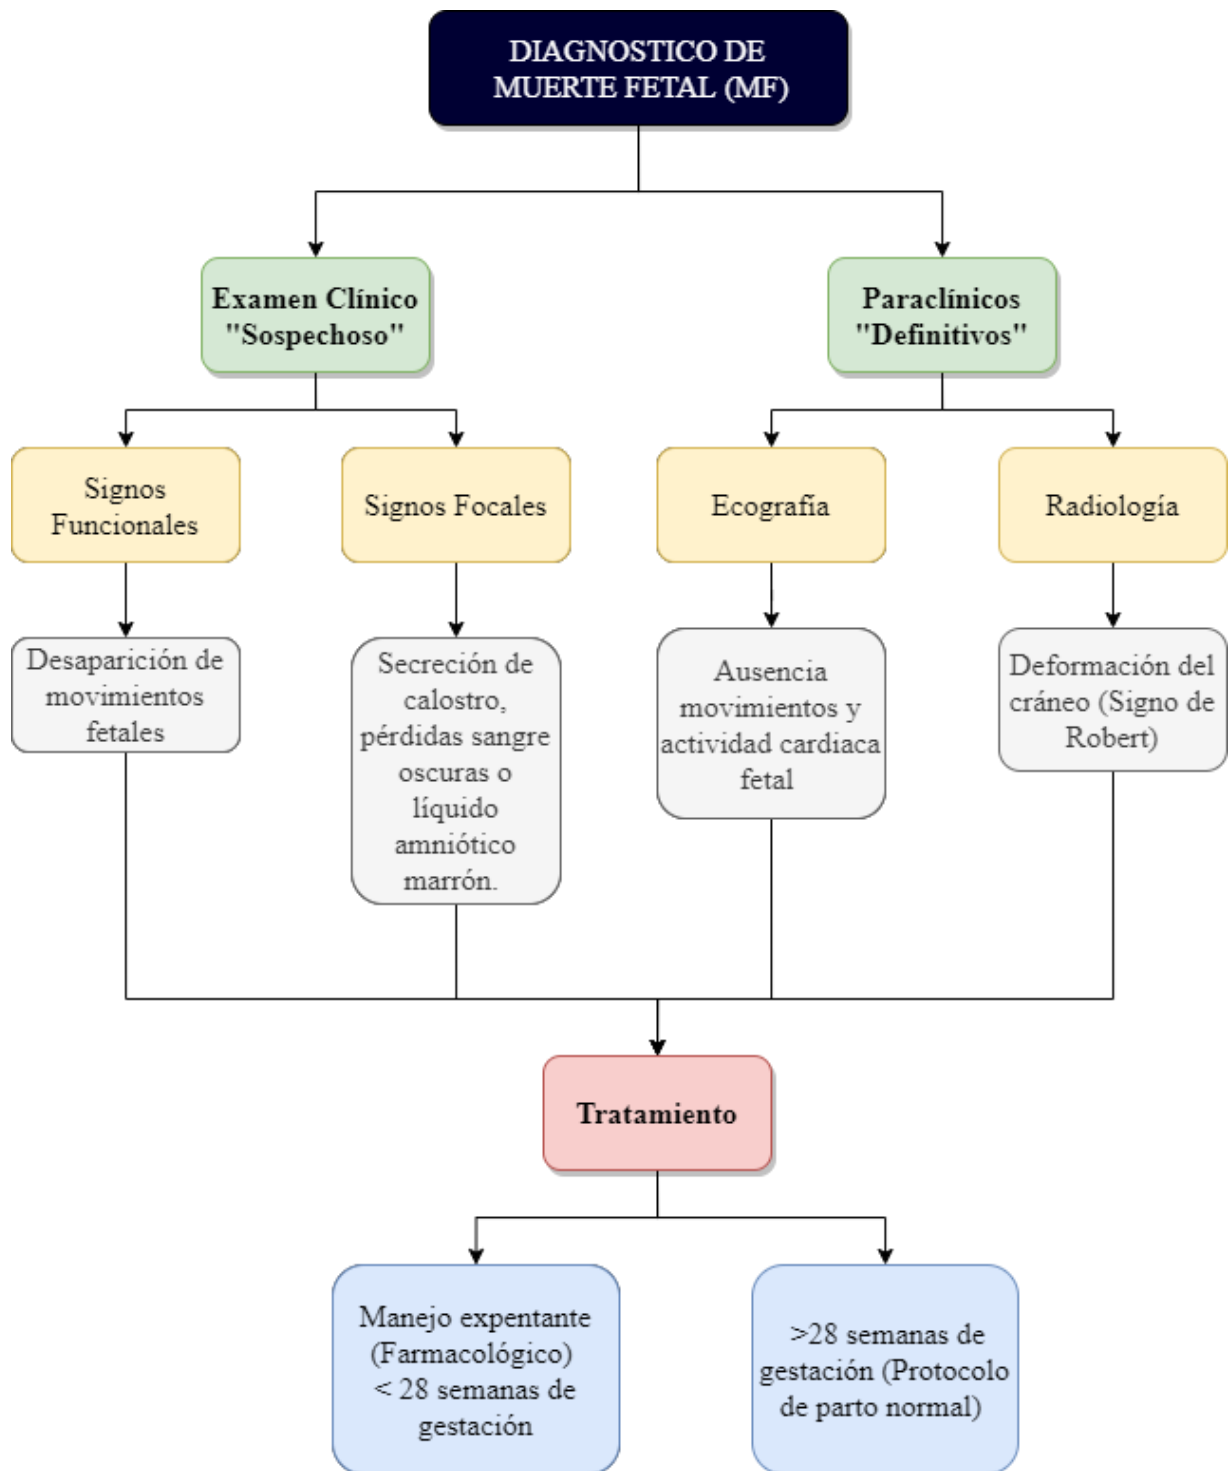 DIAGNOSTICO DE
MUERTE FETAL (MF)
Examen Clínico
"Sospechoso"
Paraclínicos
"Definitivos"
Signos
Funcionales
Signos Focales
Ecografía
Radiología
Desaparición de
movimientos
fetales
Secreción de
calostro,
pérdidas sangre
oscuras o
líquido
amniótico
marrón.
Ausencia
movimientos y
actividad cardiaca
fetal
Deformación del
cráneo (Signo de
Robert)
Tratamiento
Manejo expentante
(Farmacológico)
< 28 semanas de
gestación
>28 semanas de
gestación (Protocolo
de parto normal)